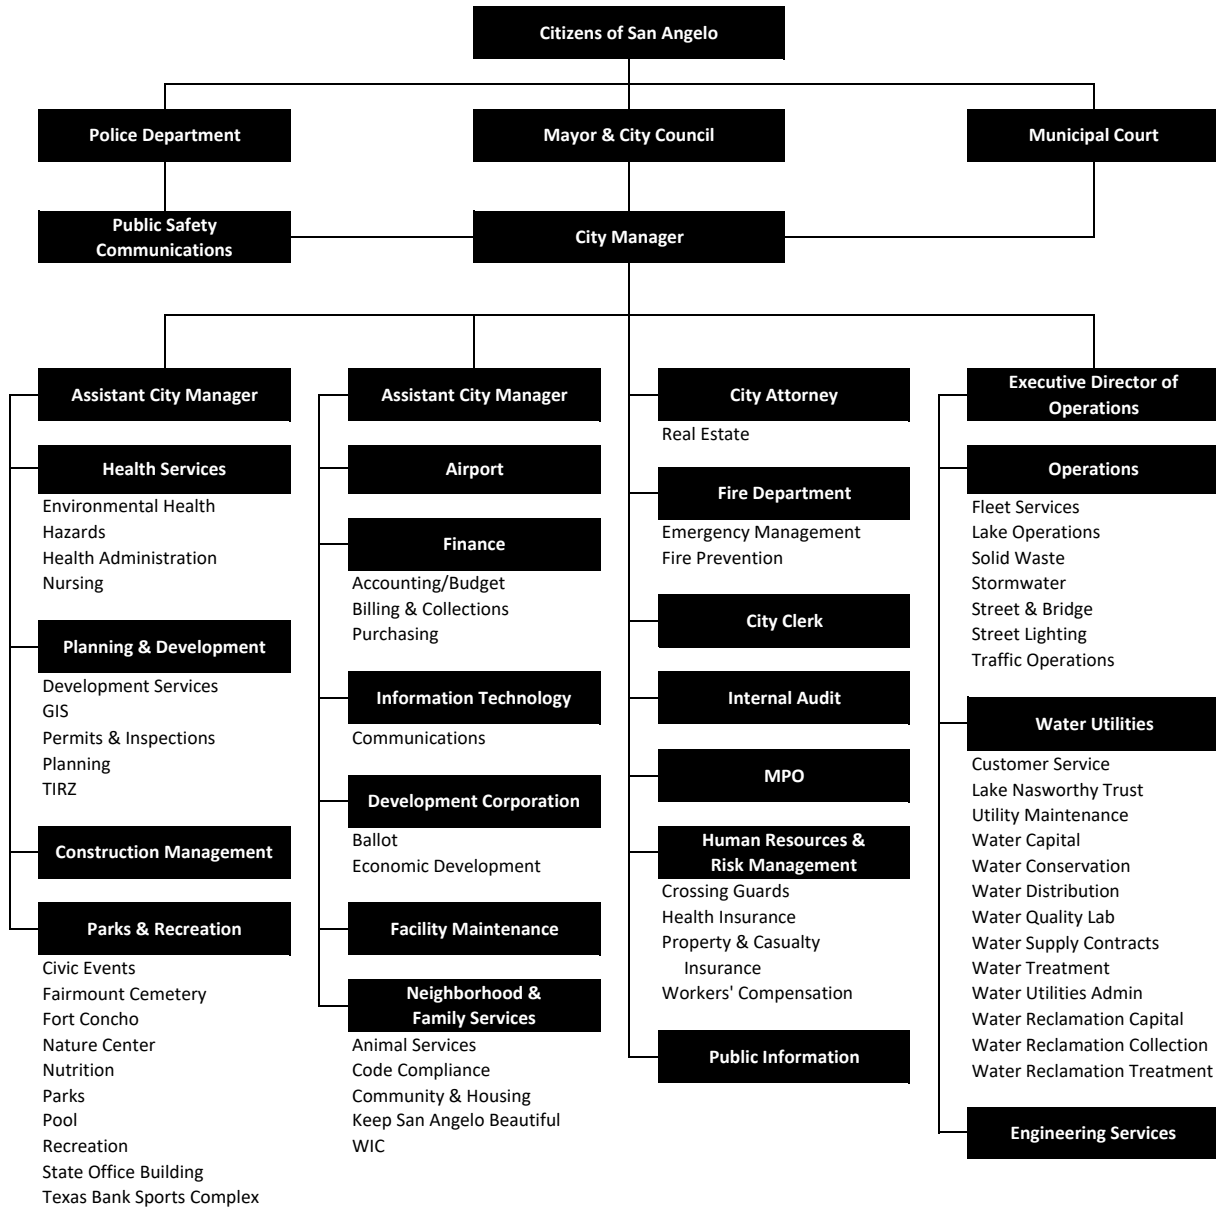 Citizens of San Angelo
Police Department
Mayor & City Council
Municipal Court
Public Safety
Communications
City Manager
Assistant City Manager
Health Services
Environmental Health
Hazards
Health Administration
Nursing
Planning & Development
Development Services
GIS
Permits & Inspections
Planning
TIRZ
Construction Management
Parks & Recreation
Civic Events
Fairmount Cemetery
Fort Concho
Nature Center
Nutrition
Parks
Pool
Recreation
State Office Building
Texas Bank Sports Complex
Assistant City Manager
Airport
Finance
Accounting/Budget
Billing & Collections
Purchasing
Information Technology
Communications
Development Corporation
Ballot
Economic Development
Facility Maintenance
Neighborhood &
Family Services
Animal Services
Code Compliance
Community & Housing
Keep San Angelo Beautiful
WIC
City Attorney
Real Estate
Fire Department
Emergency Management
Fire Prevention
City Clerk
Internal Audit
MPO
Human Resources &
Risk Management
Crossing Guards
Health Insurance
Property & Casualty
Insurance
Workers' Compensation
Public Information
Executive Director of
Operations
Operations
Fleet Services
Lake Operations
Solid Waste
Stormwater
Street & Bridge
Street Lighting
Traffic Operations
Water Utilities
Customer Service
Lake Nasworthy Trust
Utility Maintenance
Water Capital
Water Conservation
Water Distribution
Water Quality Lab
Water Supply Contracts
Water Treatment
Water Utilities Admin
Water Reclamation Capital
Water Reclamation Collection
Water Reclamation Treatment
Engineering Services